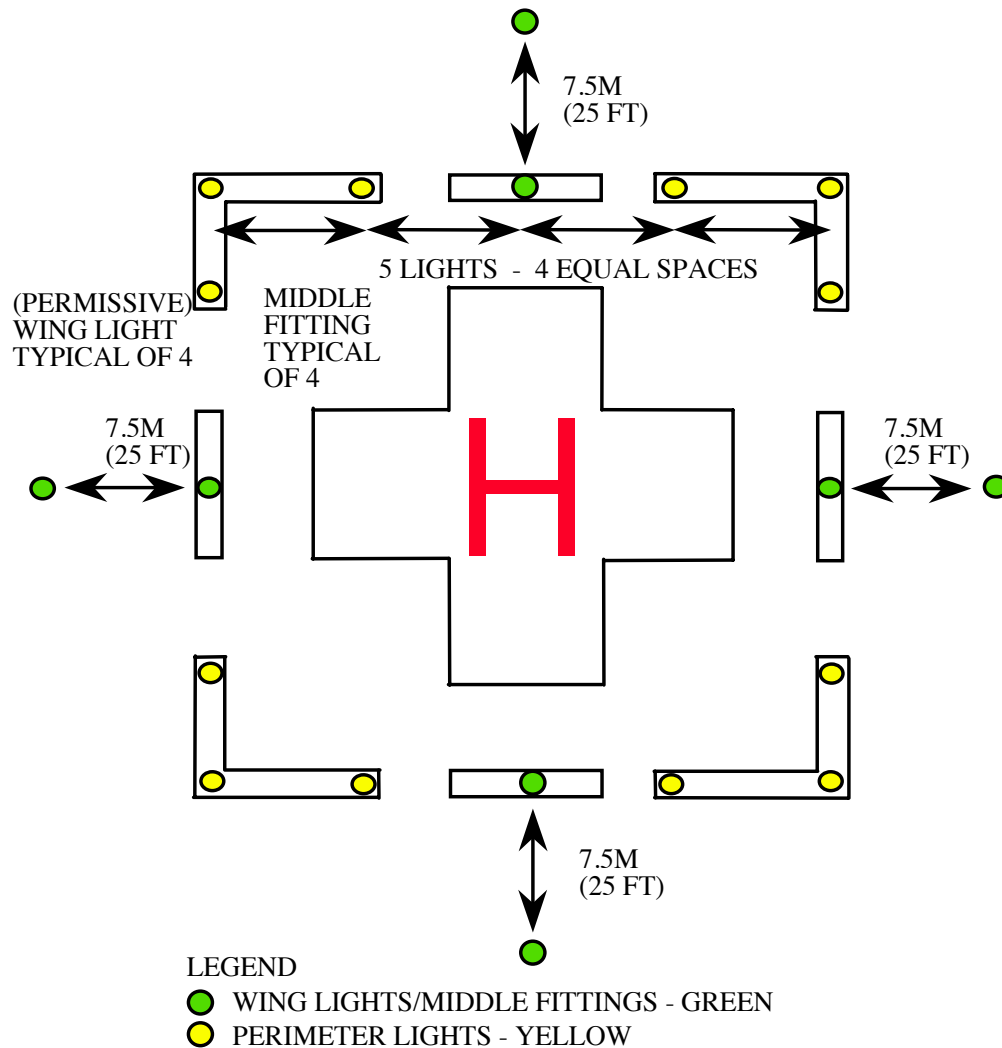 7.5M
(25 FT)
5 LIGHTS - 4 EQUAL SPACES
(PERMISSIVE)
WING LIGHT
TYPICAL OF 4
MIDDLE
FITTING
TYPICAL
OF 4
7.5M
(25 FT)
H
7.5M
(25 FT)
7.5M
(25 FT)
LEGEND
WING LIGHTS/MIDDLE FITTINGS - GREEN
PERIMETER LIGHTS - YELLOW